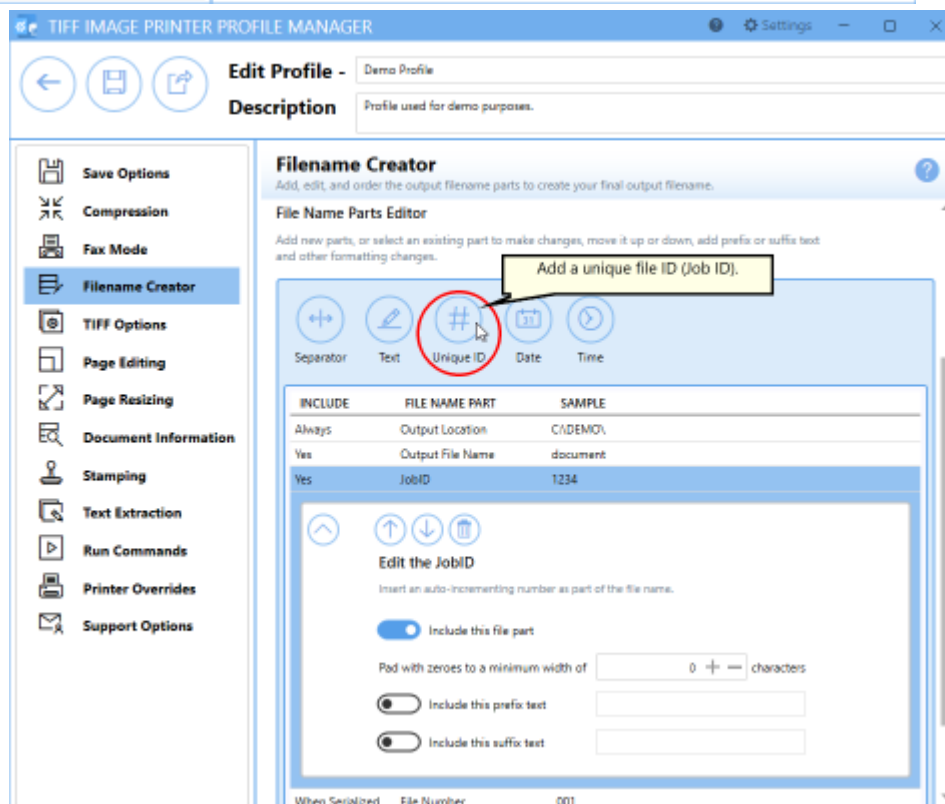 TIFF IMAGE PRINTER PROFILE MANAGER
Settings
Edit Profile -
Demo Profile
Description
Profile used for demo purposes.
Save Options
Compression
Fax Mode
Filename Creator
TIFF Options
Page Editing
Page Resizing
Document Information
Stamping
Text Extraction
Run Commands
Printer Overrides
Support Options
Filename Creator
Add, edit, and order the output filename parts to create your final output filename.
File Name Parts Editor
Add new parts, or select an existing part to make changes, move it up or down, add prefix or suffix text
and other formatting changes.
Add a unique file ID (Job ID).
Separator Text Unique ID Date Time
INCLUDE FILE NAME PART SAMPLE
Always Output Location C:\DEMO\
Yes Output File Name document
Yes JobID 1234
Edit the JobID
Insert an auto-incrementing number as part of the file name.
Include this file part
Pad with zeroes to a minimum width of 0 + — characters
Include this prefix text
Include this suffix text
When Serialized File Number 001